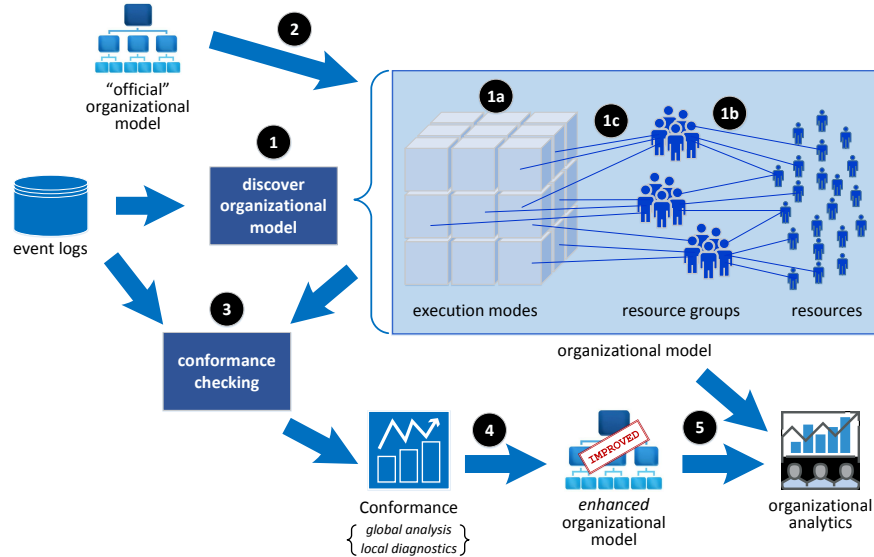 2
"official"
organizational
model
1a
1c
1b
1
discover
organizational
model
event logs
execution modes
resource groups
resources
organizational model
3
conformance
checking
4
IMPROVED
5
Conformance
global analysis
local diagnostics
enhanced
organizational
model
organizational
analytics